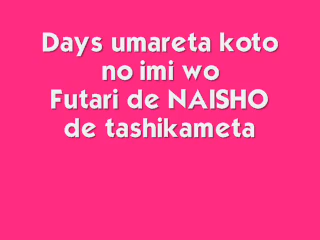 Days umareta koto
no imi wo
Futari de NAISHO
de tashikameta